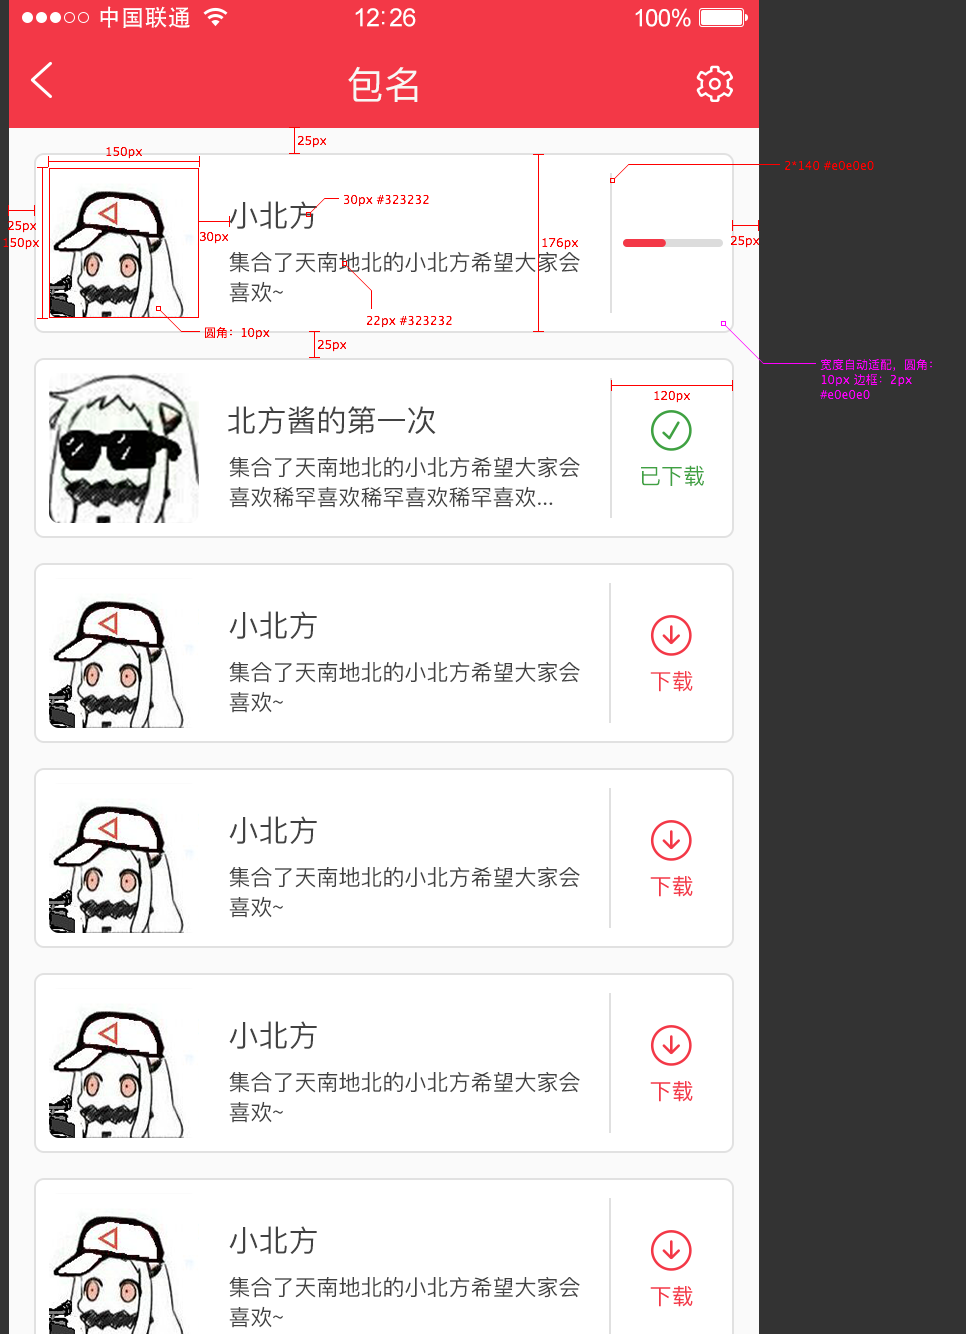 中国联通 12:26 100%
包名
25px
150px
2*140 #e0e0e0
30px #323232
小北方
25px
150px
30px
176px
25px
集合了天南地北的小北方希望大家会
喜欢~
22px #323232
圆角：10px
25px
宽度自动适配，圆角：
10px 边框：2px
#e0e0e0
120px
北方酱的第一次
集合了天南地北的小北方希望大家会
喜欢稀罕喜欢稀罕喜欢稀罕喜欢...
已下载
小北方
集合了天南地北的小北方希望大家会
喜欢~
下载
小北方
集合了天南地北的小北方希望大家会
喜欢~
下载
小北方
集合了天南地北的小北方希望大家会
喜欢~
下载
小北方
集合了天南地北的小北方希望大家会
喜欢~
下载